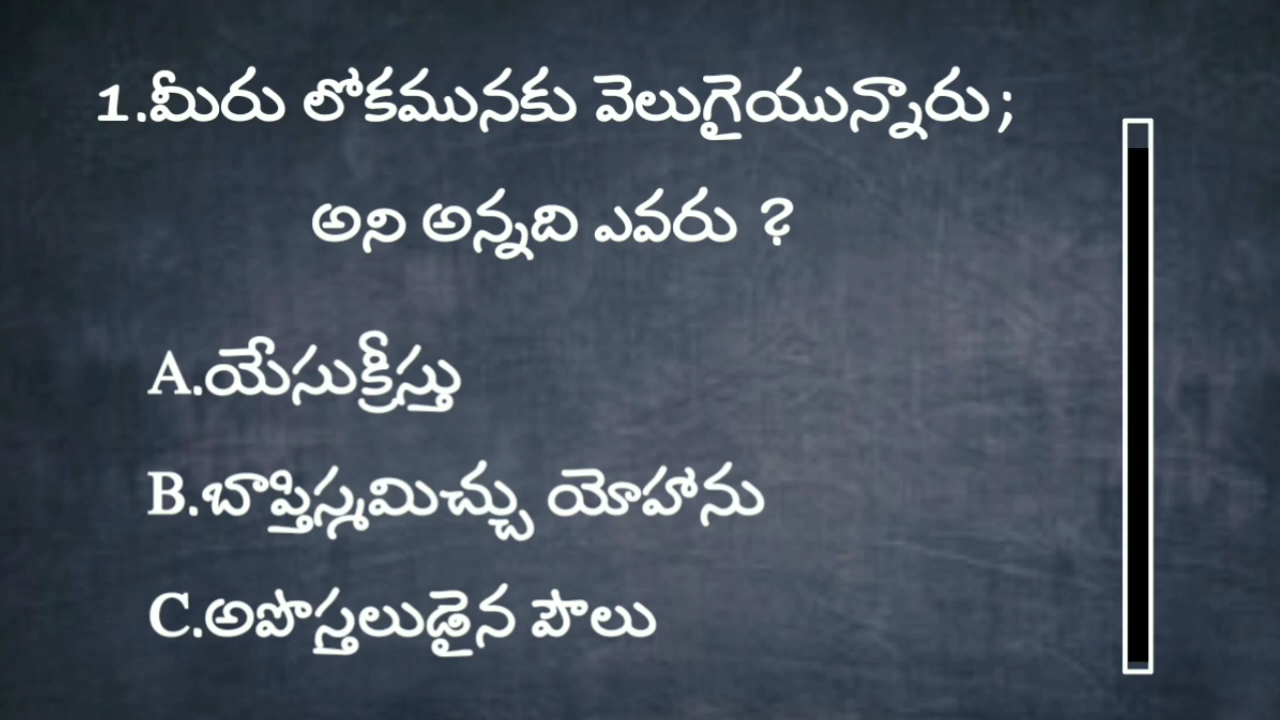 1.మీరు లోకమునకు వెలుగైయున్నారు;
అని అన్నది ఎవరు ?
A.యేసుక్రీస్తు
B.బాప్తిస్మమిచ్చు యోహాను
C.అపొస్తలుడైన పౌలు